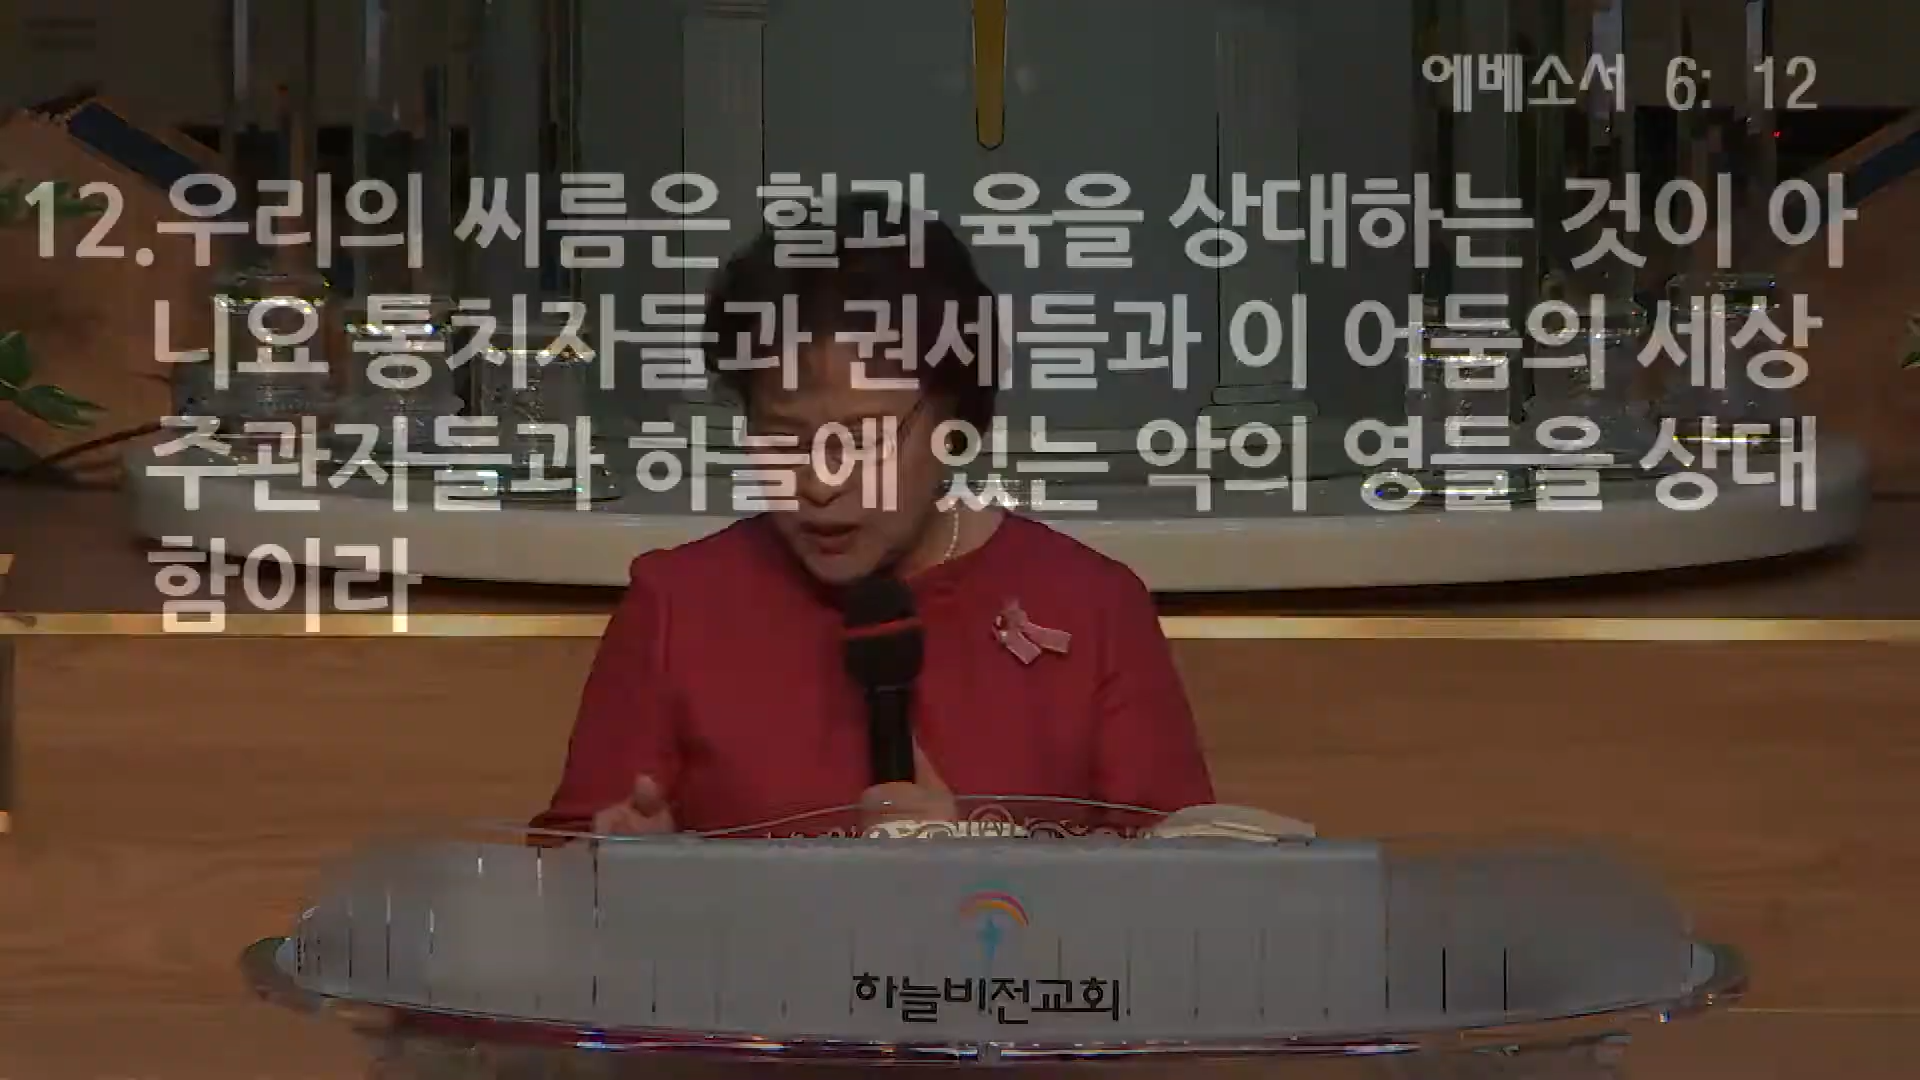 에베소서 6: 12
12.우리의 씨름은 혈과 육을 상대하는 것이 아
니요 통치자들과 권세들과 이 어둠의 세상
주관자들과 하늘에 있는 악의 영들을 상대
함이라
하늘비전교회